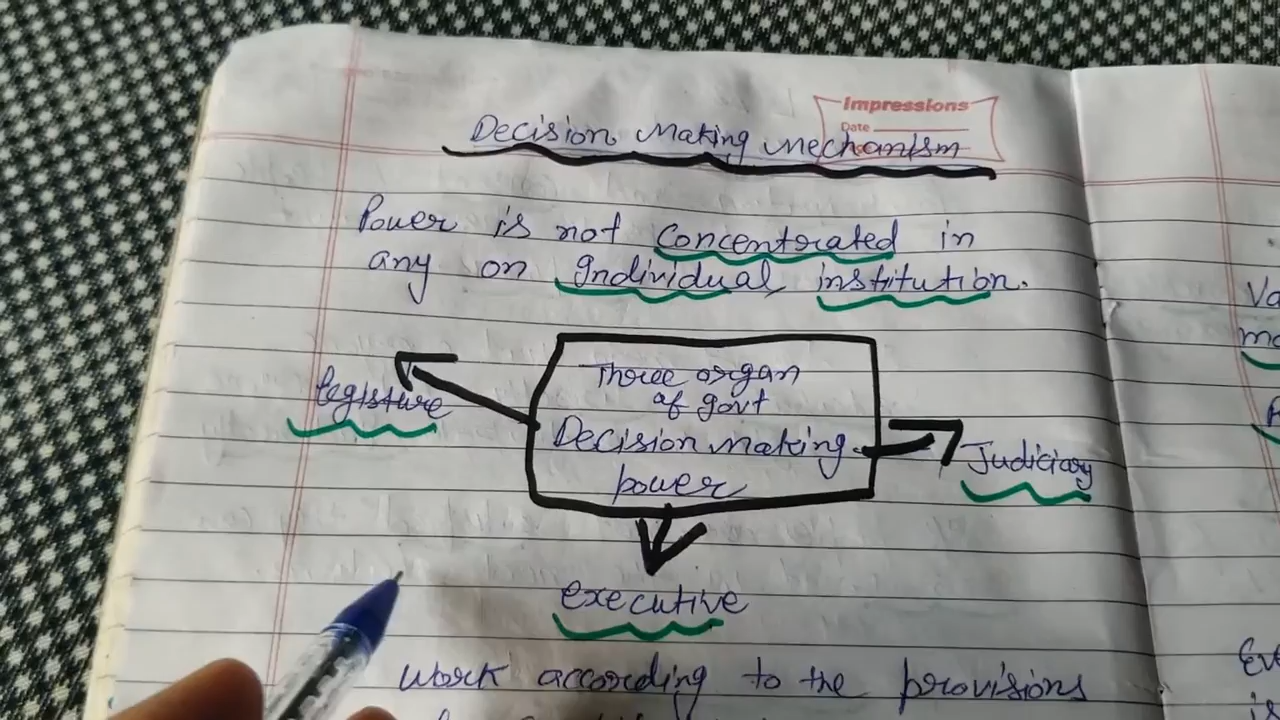 Impressions
Date
Decision Making Mechanism
Power is not concentrated in
any on Individual institution.
Three organ
of govt
Decision making
power
legisture
Judiciary
executive
work according to the provisions